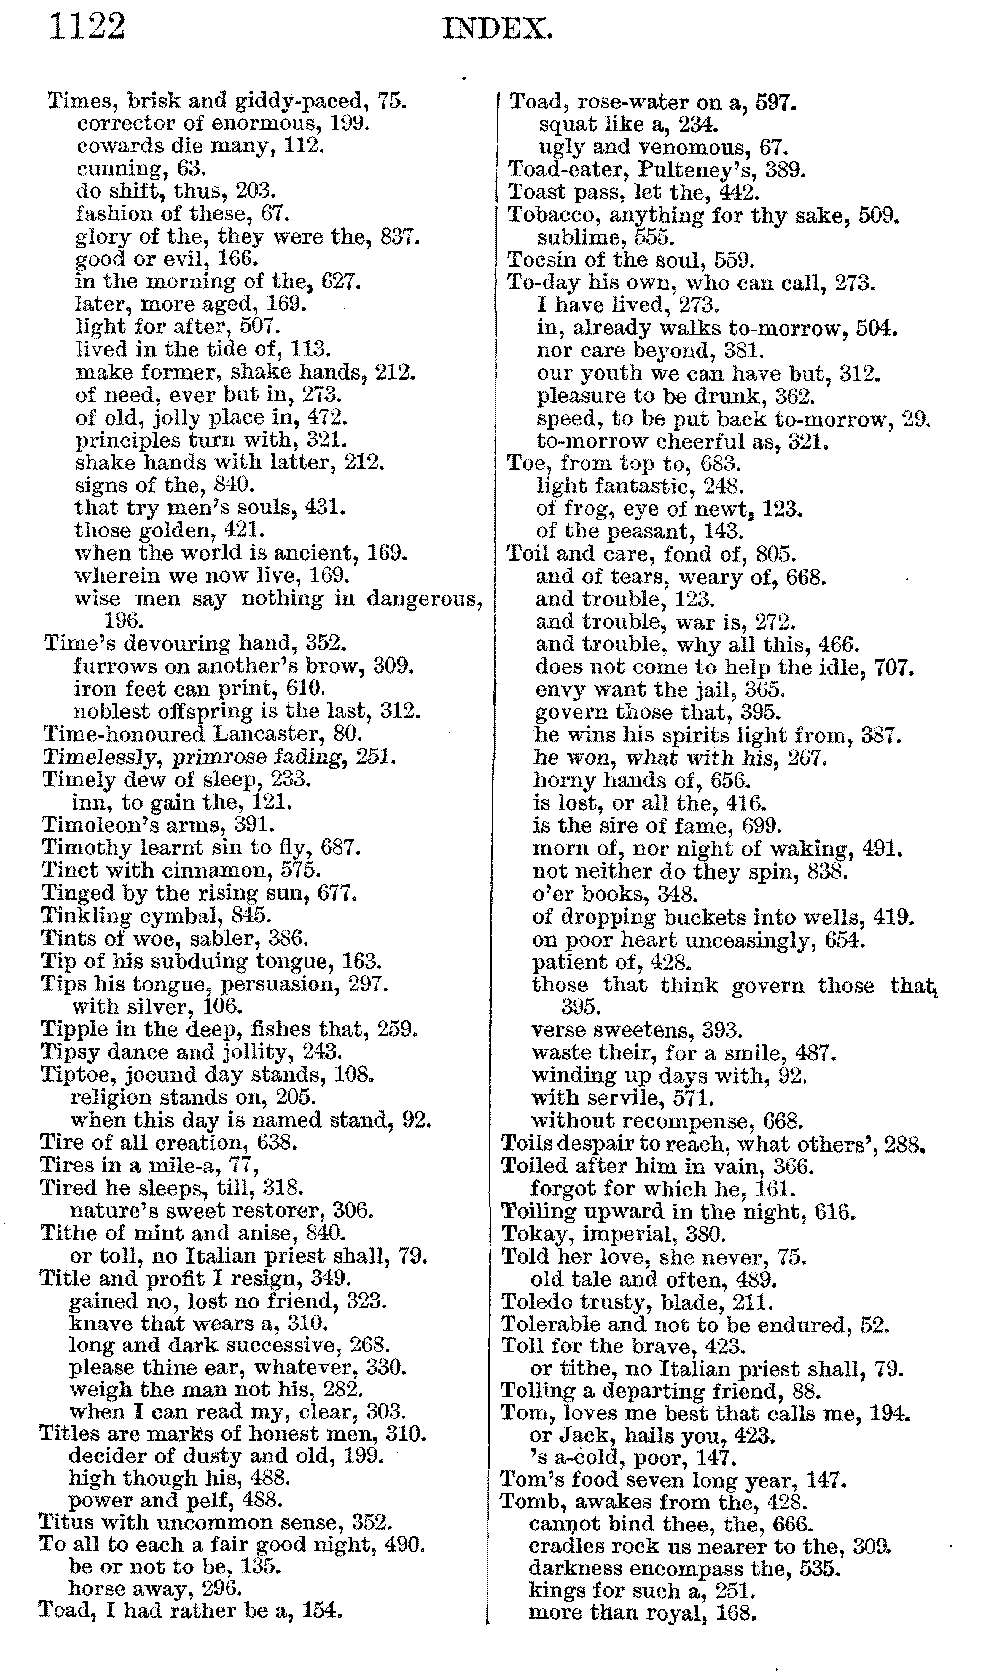 1122
INDEX.
Times, brisk and giddy-paced, 75.
corrector of enormous, 199.
cowards die many, 112.
cunning, 63.
do shift, thus, 203.
fashion of these, 67.
glory of the, they were the, 837.
good or evil, 166.
in the morning of the, 627.
later, more aged, 169.
light for after, 507.
lived in the tide of, 113.
make former, shake hands, 212.
of need, ever but in, 273.
of old, jolly place in, 472.
principles turn with, 321.
shake hands with latter, 212.
signs of the, 840.
that try men's souls, 431.
those golden, 421.
when the world is ancient, 169.
wherein we now live, 169.
wise men say nothing in dangerous,
196.
Time's devouring hand, 352.
furrows on another's brow, 309.
iron feet can print, 610.
noblest offspring is the last, 312.
Time-honoured Lancaster, 80.
Timelessly, primrose fading, 251.
Timely dew of sleep, 233.
inn, to gain the, 121.
Timoleon's arms, 391.
Timothy learnt sin to fly, 687.
Tinct with cinnamon, 575.
Tinged by the rising sun, 677.
Tinkling cymbal, 845.
Tints of woe, sabler, 386.
Tip of his subduing tongue, 163.
Tips his tongue, persuasion, 297.
with silver, 106.
Tipple in the deep, fishes that, 259.
Tipsy dance and jollity, 243.
Tiptoe, jocund day stands, 108.
religion stands on, 205.
when this day is named stand, 92.
Tire of all creation, 638.
Tires in a mile-a, 77,
Tired he sleeps, till, 318.
nature's sweet restorer, 306.
Tithe of mint and anise, 840.
or toll, no Italian priest shall, 79.
Title and profit I resign, 349.
gained no, lost no friend, 323.
knave that wears a, 310.
long and dark successive, 268.
please thine ear, whatever, 330.
weigh the man not his, 282.
when I can read my, clear, 303.
Titles are marks of honest men, 310.
decider of dusty and old, 199.
high though his, 488.
power and pelf, 488.
Titus with uncommon sense, 352.
To all to each a fair good night, 490.
be or not to be, 135.
horse away, 296.
Toad, I had rather be a, 154.
Toad, rose-water on a, 597.
squat like a, 234.
ugly and venomous, 67.
Toad-eater, Pulteney's, 389.
Toast pass, let the, 442.
Tobacco, anything for thy sake, 509.
sublime, 555.
Tocsin of the soul, 559.
To-day his own, who can call, 273.
I have lived, 273.
in, already walks to-morrow, 504.
nor care beyond, 381.
our youth we can have but, 312.
pleasure to be drunk, 362.
speed, to be put back to-morrow, 29.
to-morrow cheerful as, 321.
Toe, from top to, 683.
light fantastic, 248.
of frog, eye of newt, 123.
of the peasant, 143.
Toil and care, fond of, 805.
and of tears, weary of, 668.
and trouble, 123.
and trouble, war is, 272.
and trouble, why all this, 466.
does not come to help the idle, 707.
envy want the jail, 365.
govern those that, 395.
he wins his spirits light from, 387.
he won, what with his, 267.
horny hands of, 656.
is lost, or all the, 416.
is the sire of fame, 699.
morn of, nor night of waking, 491.
not neither do they spin, 838.
o'er books, 348.
of dropping buckets into wells, 419.
on poor heart unceasingly, 654.
patient of, 428.
those that think govern those that,
395.
verse sweetens, 393.
waste their, for a smile, 487.
winding up days with, 92.
with servile, 571.
without recompense, 668.
Toils despair to reach, what others', 288.
Toiled after him in vain, 366.
forgot for which he, 161.
Toiling upward in the night, 616.
Tokay, imperial, 380.
Told her love, she never, 75.
old tale and often, 489.
Toledo trusty, blade, 211.
Tolerable and not to be endured, 52.
Toll for the brave, 423.
or tithe, no Italian priest shall, 79.
Tolling a departing friend, 88.
Tom, loves me best that calls me, 194.
or Jack, hails you, 423.
's a-cold, poor, 147.
Tom's food seven long year, 147.
Tomb, awakes from the, 428.
cannot bind thee, the, 666.
cradles rock us nearer to the, 309.
darkness encompass the, 535.
kings for such a, 251.
more than royal, 168.